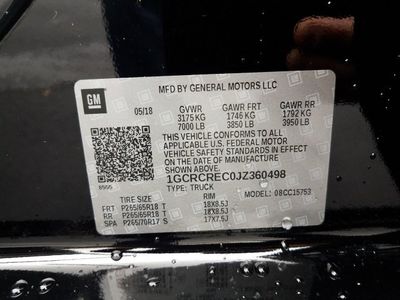 MFD BY GENERAL MOTORS LLC
GM
05/18 GVWR GAWR FRT GAWR RR
3175 KG 1746 KG 1792 KG
7000 LB 3850 LB 3950 LB
THIS VEHICLE CONFORMS TO ALL
APPLICABLE U.S. FEDERAL MOTOR
VEHICLE SAFETY STANDARDS IN EFFECT
ON THE DATE OF MANUFACTURE SHOWN ABOVE.
1GCRCREC0JZ360498
TYPE: TRUCK MODEL: 08CC15753
TIRE SIZE RIM
FRT P265/65R18 T 18X8.5J
RR P265/65R18 T 18X8.5J
SPA P265/70R17 S 17X7.5J